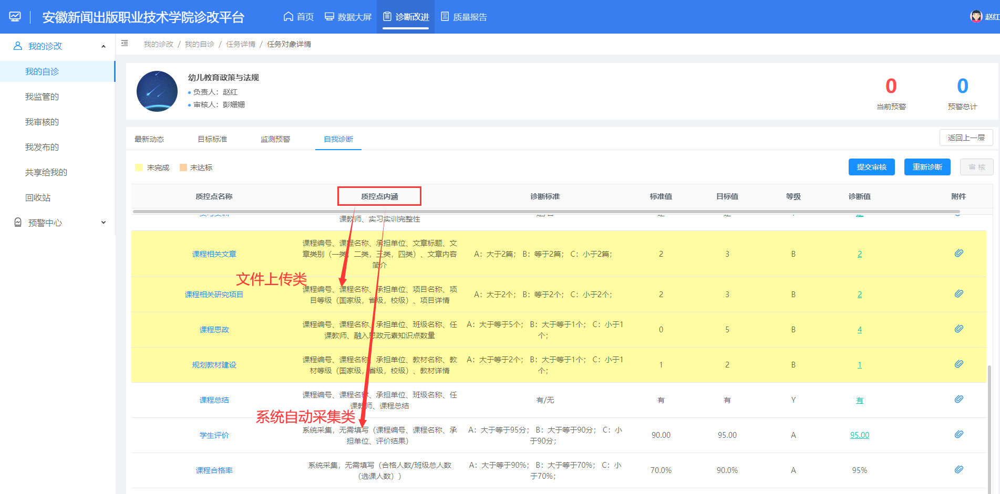 安徽新闻出版职业技术学院诊改平台
首页
数据大屏
诊断改进
质量报告
赵红
我的诊改
我的自诊
我监管的
我审核的
我发布的
共享给我的
回收站
预警中心
我的诊改 / 我的自诊 / 任务详情 / 任务对象详情
幼儿教育政策与法规
负责人：赵红
审核人：彭姗姗
0
当前预警
0
预警总计
最新动态
目标标准
监测预警
自我诊断
返回上一层
未完成
未达标
提交审核
重新诊断
审 核
质控点名称
质控点内涵
诊断标准
标准值
目标值
等级
诊断值
附件
课教师、实习实训完整性
课程相关文章
课程编号、课程名称、承担单位、文章标题、文
章类别（一类，二类，三类，四类）、文章内容
简介
A：大于2篇； B：等于2篇； C：小于2篇；
2
3
B
2
文件上传类
课程相关研究项目
课程编号、课程名称、承担单位、项目名称、项
目等级（国家级，省级，校级）、项目详情
A：大于2个； B：等于2个； C：小于2个；
2
3
B
2
课程思政
课程编号、课程名称、承担单位、班级名称、任
课教师、融入思政元素知识点数量
A：大于等于5个； B：大于等于1个； C：小于1
个；
0
5
B
4
规划教材建设
课程编号、课程名称、承担单位、教材名称、教
材等级（国家级，省级，校级）、教材详情
A：大于等于2个； B：大于等于1个； C：小于1
个；
1
2
B
1
课程总结
课程编号、课程名称、承担单位、班级名称、任
课教师、课程总结
有/无
有
有
Y
有
系统自动采集类
学生评价
系统采集，无需填写（课程编号、课程名称、承
担单位、评价结果）
A：大于等于95分； B：大于等于90分； C：小
于90分；
90.00
95.00
A
95.00
课程合格率
系统采集，无需填写（合格人数/班级总人数
（选课人数））
A：大于等于90%； B：大于等于70%； C：小
于70%；
70.0%
90.0%
A
95%